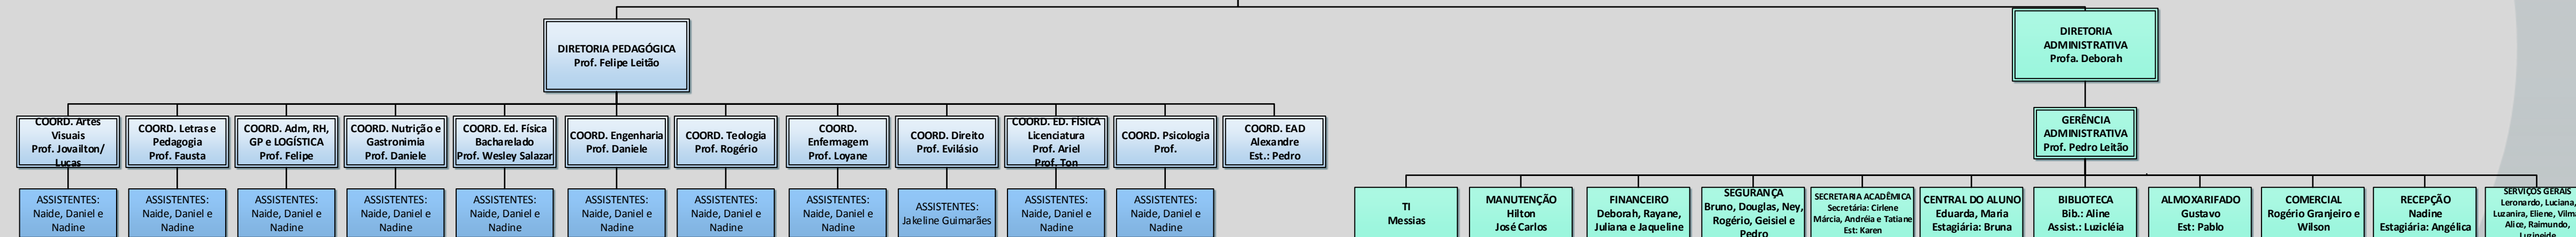 DIRETORIA PEDAGÓGICA
Prof. Felipe Leitão
DIRETORIA
ADMINISTRATIVA
Profa. Deborah
GERÊNCIA
ADMINISTRATIVA
Prof. Pedro Leitão
COORD. Artes
Visuais
Prof. Jovailton/
Lucas
COORD. Letras e
Pedagogia
Prof. Fausta
COORD. Adm, RH,
GP e LOGÍSTICA
Prof. Felipe
COORD. Nutrição e
Gastronimia
Prof. Daniele
COORD. Ed. Física
Bacharelado
Prof. Wesley Salazar
COORD. Engenharia
Prof. Daniele
COORD. Teologia
Prof. Rogério
COORD.
Enfermagem
Prof. Loyane
COORD. Direito
Prof. Evilásio
COORD. ED. FÍSICA
Licenciatura
Prof. Ariel
Prof, Ton
COORD. Psicologia
Prof.
COORD. EAD
Alexandre
Est.: Pedro
ASSISTENTES:
Naide, Daniel e
Nadine
ASSISTENTES:
Naide, Daniel e
Nadine
ASSISTENTES:
Naide, Daniel e
Nadine
ASSISTENTES:
Naide, Daniel e
Nadine
ASSISTENTES:
Naide, Daniel e
Nadine
ASSISTENTES:
Naide, Daniel e
Nadine
ASSISTENTES:
Naide, Daniel e
Nadine
ASSISTENTES:
Naide, Daniel e
Nadine
ASSISTENTES:
Jakeline Guimarães
ASSISTENTES:
Naide, Daniel e
Nadine
ASSISTENTES:
Naide, Daniel e
Nadine
TI
Messias
MANUTENÇÃO
Hilton
José Carlos
FINANCEIRO
Deborah, Rayane,
Juliana e Jaqueline
SEGURANÇA
Bruno, Douglas, Ney,
Rogério, Geisiel e
Pedro
SECRETARIA ACADÊMICA
Secretária: Cirlene
Márcia, Andréia e Tatiane
Est: Karen
CENTRAL DO ALUNO
Eduarda, Maria
Estagiária: Bruna
BIBLIOTECA
Bib.: Aline
Assist.: Luzicléia
ALMOXARIFADO
Gustavo
Est: Pablo
COMERCIAL
Rogério Granjeiro e
Wilson
RECEPÇÃO
Nadine
Estagiária: Angélica
SERVIÇOS GERAIS
Leronardo, Luciana,
Luzanira, Eliene, Vilm
Alice, Raimundo,